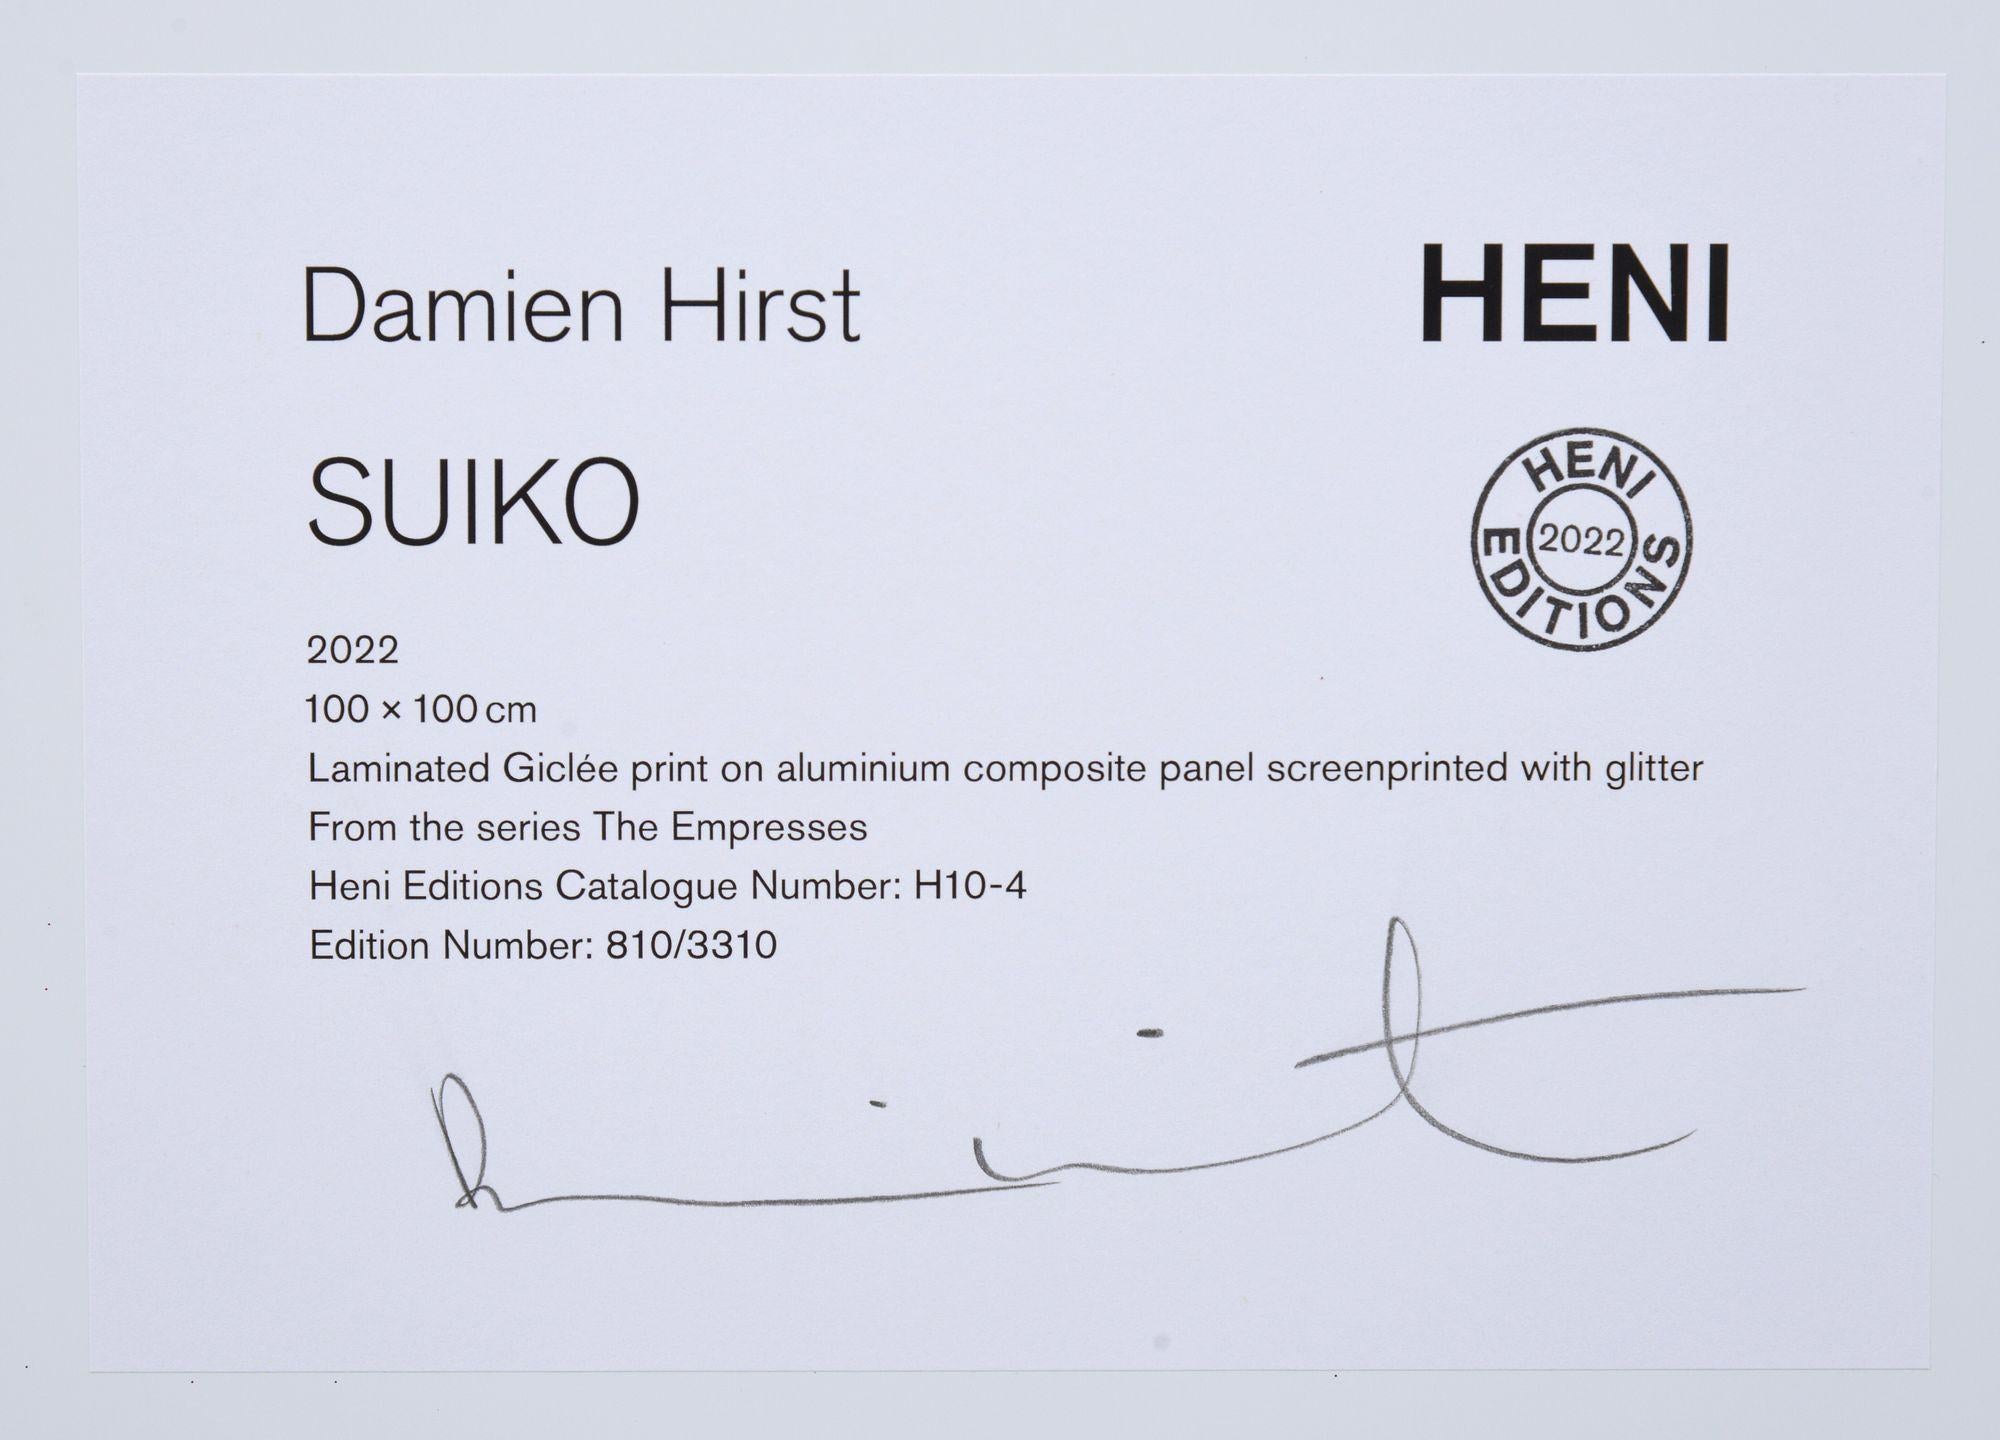 Damien Hirst
HENI
SUIKO
HENI
2022
EDITIONS
2022
100 × 100 cm
Laminated Giclée print on aluminium composite panel screenprinted with glitter
From the series The Empresses
Heni Editions Catalogue Number: H10-4
Edition Number: 810/3310